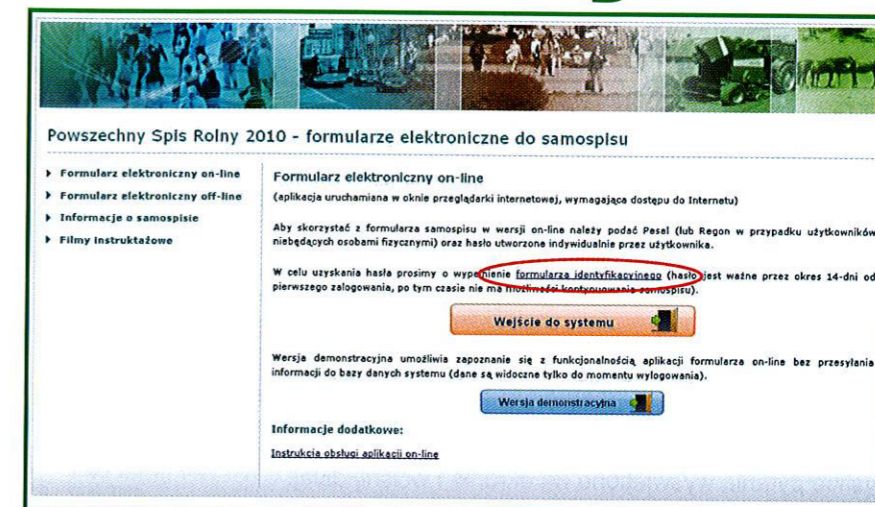 Powszechny Spis Rolny 2010 - formularze elektroniczne do samospisu
Formularz elektroniczny on-line
Formularz elektroniczny off-line
Informacje o samospisie
Filmy Instruktażowe
Formularz elektroniczny on-line
(aplikacja uruchamiana w oknie przeglądarki internetowej, wymagająca dostępu do Internetu)
Aby skorzystać z formularza samospisu w wersji on-line należy podać Pesel (lub Regon w przypadku użytkowników
niebędących osobami fizycznymi) oraz hasło utworzone indywidualnie przez użytkownika.
W celu uzyskania hasła prosimy o wypełnienie formularza identyfikacyjnego (hasło jest ważne przez okres 14-dni od
pierwszego zalogowania, po tym czasie nie ma możliwości kontynuowania samospisu).
Wejście do systemu
Wersja demonstracyjna umożliwia zapoznanie się z funkcjonalnością aplikacji formularza on-line bez przesyłania
informacji do bazy danych systemu (dane są widoczne tylko do momentu wylogowania).
Wersja demonstracyjna
Informacje dodatkowe:
Instrukcja obsługi aplikacji on-line